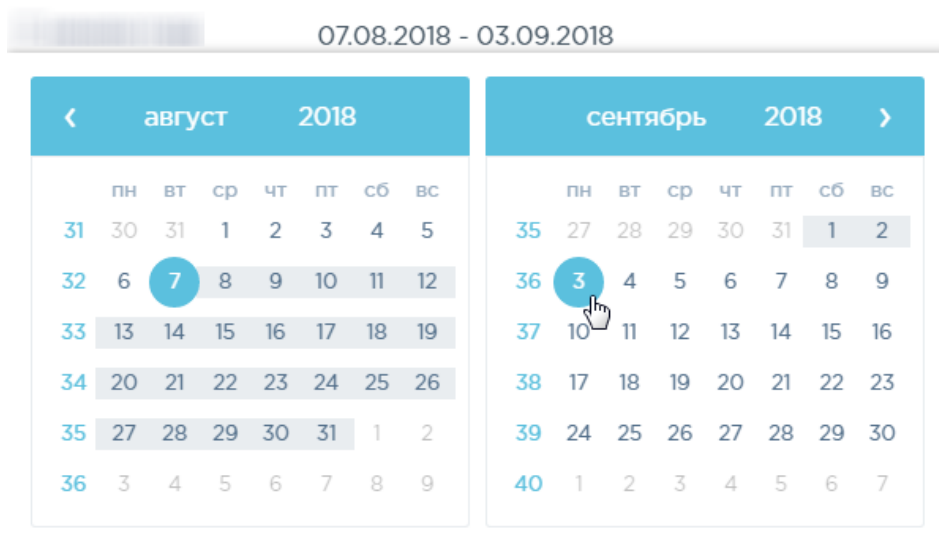 07.08.2018 - 03.09.2018
август 2018
пн вт ср чт пт сб вс
31 30 31 1 2 3 4 5
32 6 7 8 9 10 11 12
33 13 14 15 16 17 18 19
34 20 21 22 23 24 25 26
35 27 28 29 30 31 1 2
36 3 4 5 6 7 8 9
сентябрь 2018
пн вт ср чт пт сб вс
35 27 28 29 30 31 1 2
36 3 4 5 6 7 8 9
37 10 11 12 13 14 15 16
38 17 18 19 20 21 22 23
39 24 25 26 27 28 29 30
40 1 2 3 4 5 6 7